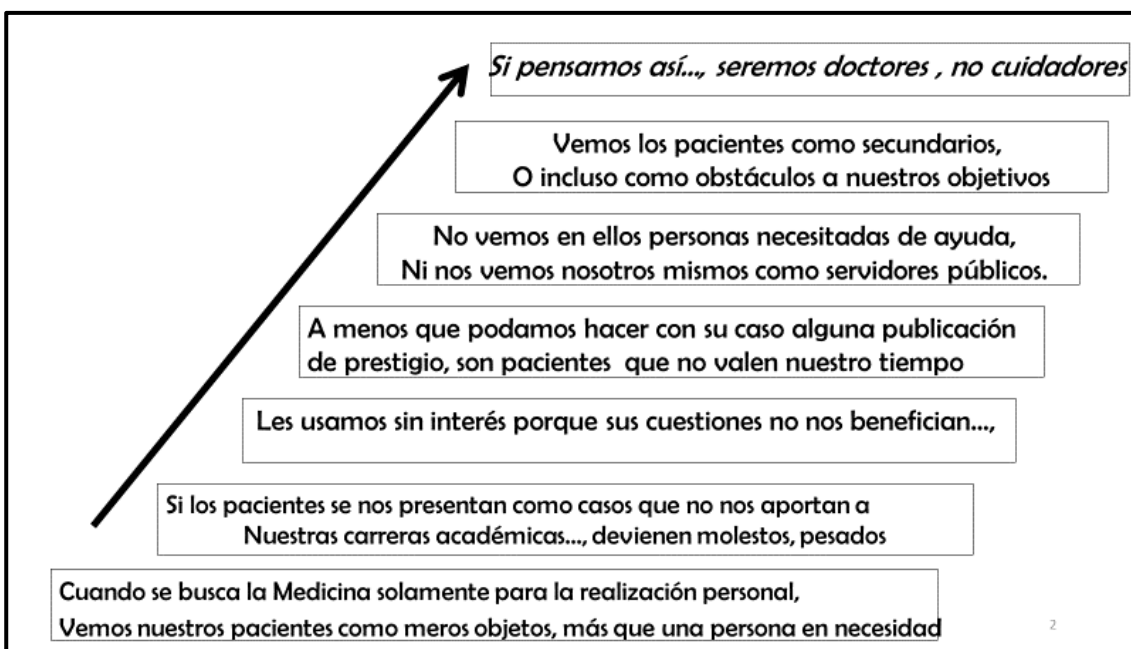 Si pensamos así..., seremos doctores , no cuidadores
Vemos los pacientes como secundarios,
O incluso como obstáculos a nuestros objetivos
No vemos en ellos personas necesitadas de ayuda,
Ni nos vemos nosotros mismos como servidores públicos.
A menos que podamos hacer con su caso alguna publicación
de prestigio, son pacientes que no valen nuestro tiempo
Les usamos sin interés porque sus cuestiones no nos benefician...,
Si los pacientes se nos presentan como casos que no nos aportan a
Nuestras carreras académicas..., devienen molestos, pesados
Cuando se busca la Medicina solamente para la realización personal,
Vemos nuestros pacientes como meros objetos, más que una persona en necesidad
2